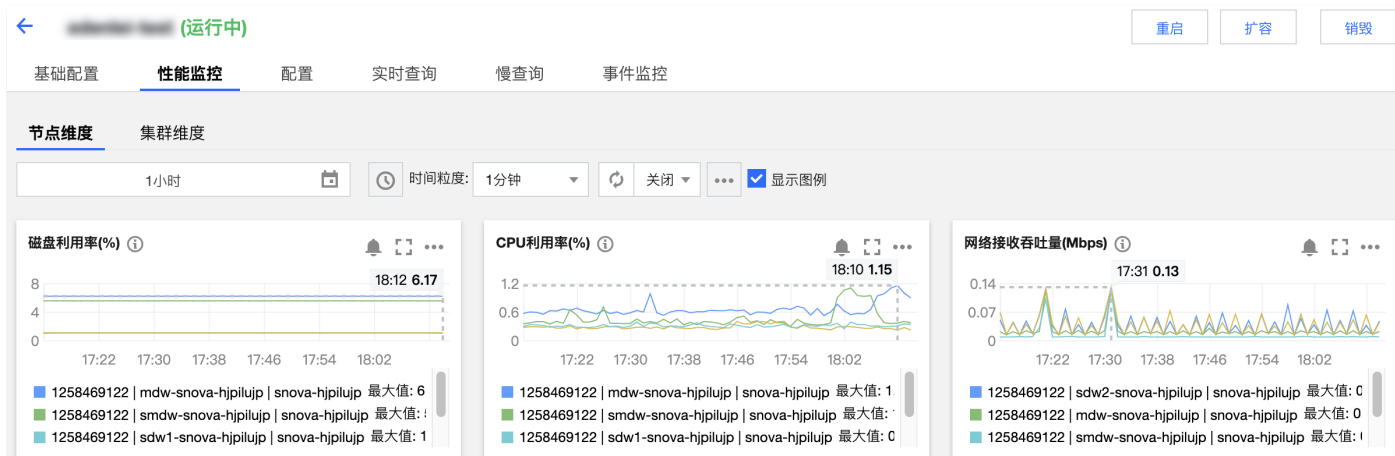 (运行中) 重启 扩容 销毁
基础配置 性能监控 配置 实时查询 慢查询 事件监控
节点维度 集群维度
1小时 时间粒度: 1分钟 关闭 显示图例
磁盘利用率(%)
18:12 6.17
8
4
0
17:22 17:30 17:38 17:46 17:54 18:02
1258469122 | mdw-snova-hjpilujp | snova-hjpilujp 最大值: 6
1258469122 | smdw-snova-hjpilujp | snova-hjpilujp 最大值:
1258469122 | sdw1-snova-hjpilujp | snova-hjpilujp 最大值: 1
CPU利用率(%)
18:10 1.15
1.2
0.6
0
17:22 17:30 17:38 17:46 17:54 18:02
1258469122 | mdw-snova-hjpilujp | snova-hjpilujp 最大值: 1.
1258469122 | smdw-snova-hjpilujp | snova-hjpilujp 最大值:
1258469122 | sdw1-snova-hjpilujp | snova-hjpilujp 最大值: 0
网络接收吞吐量(Mbps)
17:31 0.13
0.14
0.07
0
17:22 17:30 17:38 17:46 17:54 18:02
1258469122 | sdw2-snova-hjpilujp | snova-hjpilujp 最大值: 0
1258469122 | mdw-snova-hjpilujp | snova-hjpilujp 最大值: 0
1258469122 | smdw-snova-hjpilujp | snova-hjpilujp 最大值: